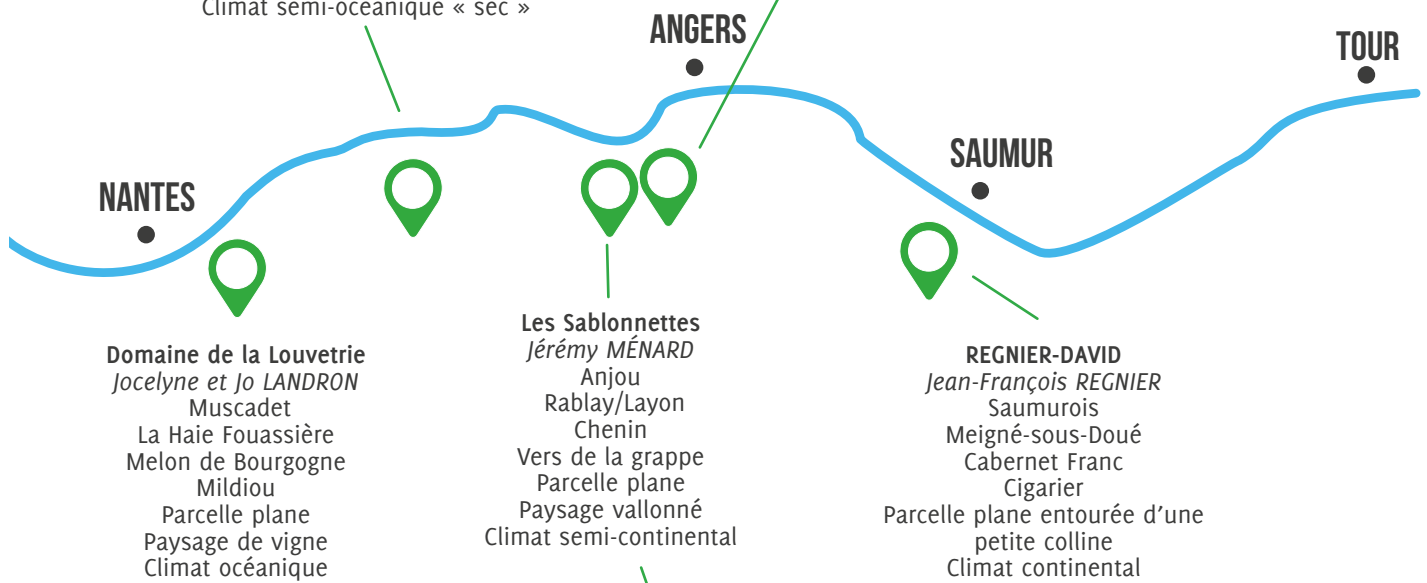 Climat semi-océanique « sec »
ANGERS
TOUR
SAUMUR
NANTES
Domaine de la Louvetrie
Jocelyne et Jo LANDRON
Muscadet
La Haie Fouassière
Melon de Bourgogne
Mildiou
Parcelle plane
Paysage de vigne
Climat océanique
Les Sablonnettes
Jérémy MÉNARD
Anjou
Rablay/Layon
Chenin
Vers de la grappe
Parcelle plane
Paysage vallonné
Climat semi-continental
REGNIER-DAVID
Jean-François REGNIER
Saumurois
Meigné-sous-Doué
Cabernet Franc
Cigarier
Parcelle plane entourée d’une
petite colline
Climat continental